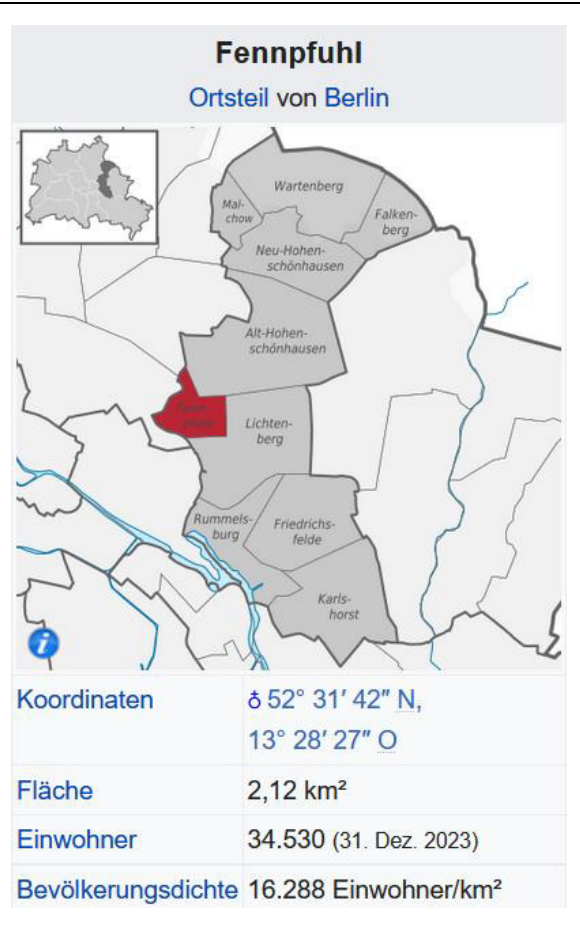 Fennpfuhl
Ortsteil von Berlin
Wartenberg
Mal-
chow
Falken-
berg
Neu-Hohen-
schönhausen
Alt-Hohen-
schönhausen
Fenn-
pfuhl
Lichten-
berg
Rummels-
burg
Friedrichs-
felde
Karls-
horst
i
Koordinaten
♁ 52° 31′ 42″ N,
13° 28′ 27″ O
Fläche
2,12 km²
Einwohner
34.530 (31. Dez. 2023)
Bevölkerungsdichte
16.288 Einwohner/km²